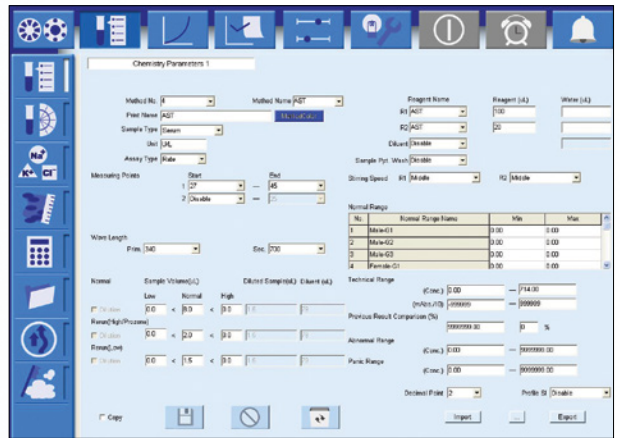 Na+
K+ Cl-
Chemistry Parameters 1
Method No. 4 Method Name AST
Print Name AST
Sample Type Serum
Unit U/L
Assay Type Rate
Reagent Name Reagent (uL) Water (uL)
R1 AST 100
R2 AST 20
Diluent Disable
Sample Ppt. Wash Disable
Measuring Points Start End
1 27 — 45
2 Disable —
Stirring Speed R1 Middle R2 Middle
Normal Range
No. Normal Range Name Min Max
1 Male-G1 0.00 0.00
2 Male-G2 0.00 0.00
3 Male-G3 0.00 0.00
4 Female-G1 0.00 0.00
Wave Length
Prim. 340 Sec. 700
Normal Sample Volume(uL) Diluted Sample(uL) Diluent (uL)
Low Normal High
Dilution 0.0 < 8.0 < 0.0
Rerun(High/Prozone)
Dilution 0.0 < 2.0 < 0.0
Rerun(Low)
Dilution 0.0 < 1.5 < 0.0
Technical Range
(Conc.) 0.00 — 714.00
(mAbs./10) -999999 — 999999
Previous Result Comparison (%)
9999999.00 0 %
Abnormal Range
(Conc.) 0.00 — 9999999.00
Panic Range
(Conc.) 0.00 — 9999999.00
Decimal Point 2 Profile SI Disable
Copy
Import ... Export